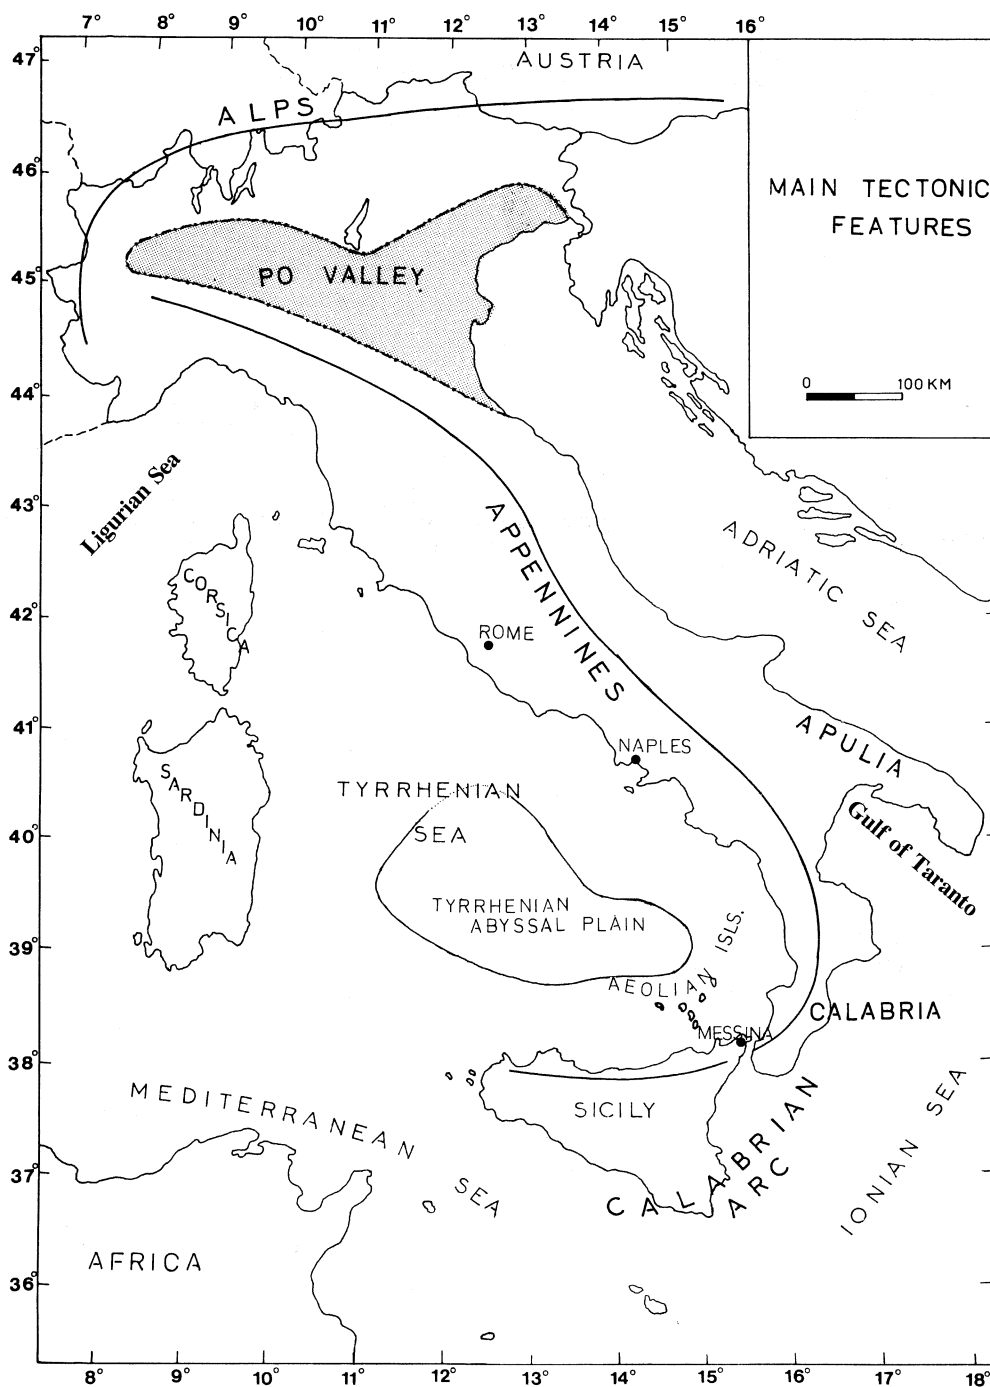 7° 8° 9° 10° 11° 12° 13° 14° 15° 16°
47°
AUSTRIA
ALPS
46°
MAIN TECTONIC
FEATURES
45°
PO VALLEY
0 100 KM
44°
Ligurian Sea
43°
APPENNINES
ADRIATIC SEA
CORSICA
42°
ROME
41°
APULIA
NAPLES
SARDINIA
TYRRHENIAN
SEA
40°
Gulf of Taranto
TYRRHENIAN
ABYSSAL PLAIN
39°
AEOLIAN ISLS.
CALABRIA
MESSINA
38°
MEDITERRANEAN
SEA
SICILY
CALABRIAN
ARC
IONIAN SEA
37°
AFRICA
36°
8° 9° 10° 11° 12° 13° 14° 15° 16° 17° 18°